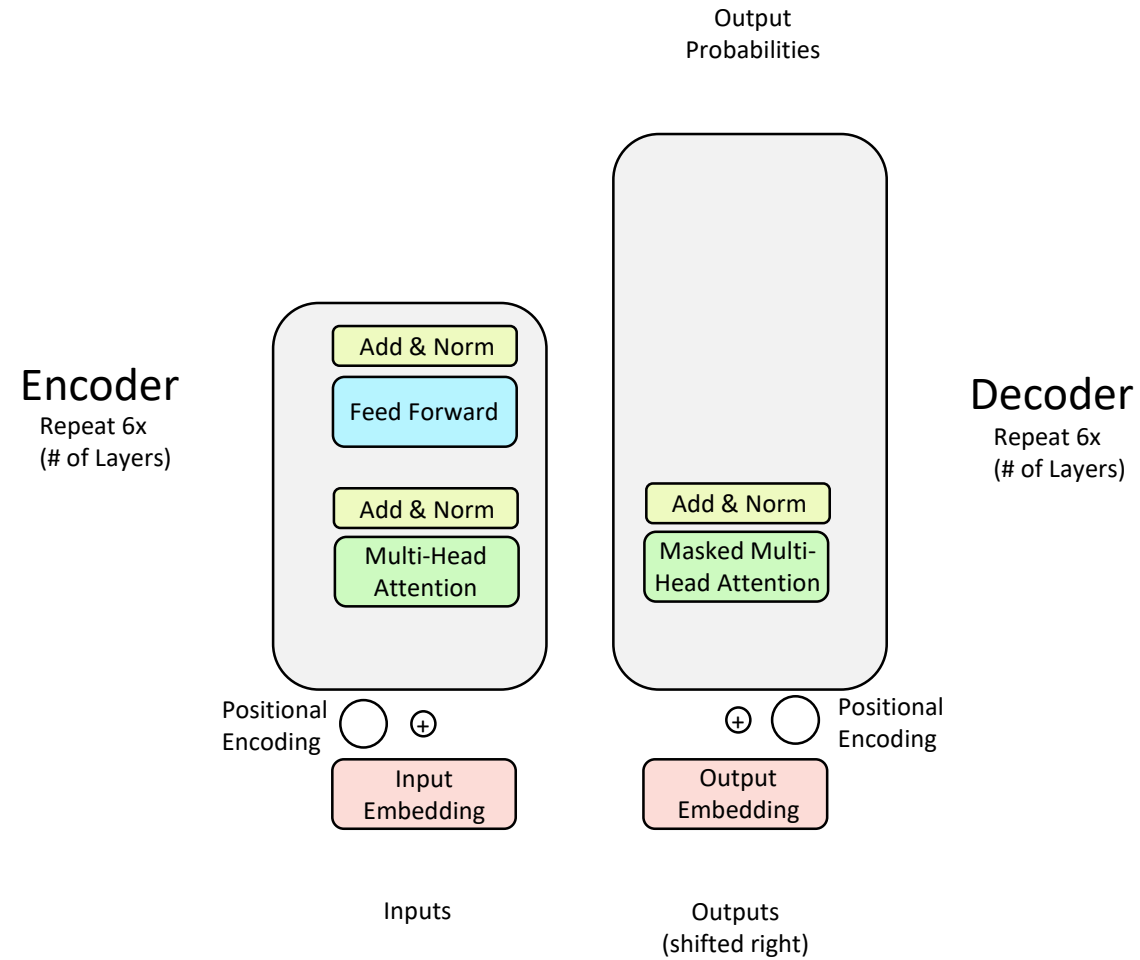 Output
Probabilities
Encoder
Repeat 6x
(# of Layers)
Add & Norm
Feed Forward
Add & Norm
Multi-Head
Attention
Positional
Encoding
+
Input
Embedding
Inputs
Decoder
Repeat 6x
(# of Layers)
Add & Norm
Masked Multi-
Head Attention
+
Positional
Encoding
Output
Embedding
Outputs
(shifted right)